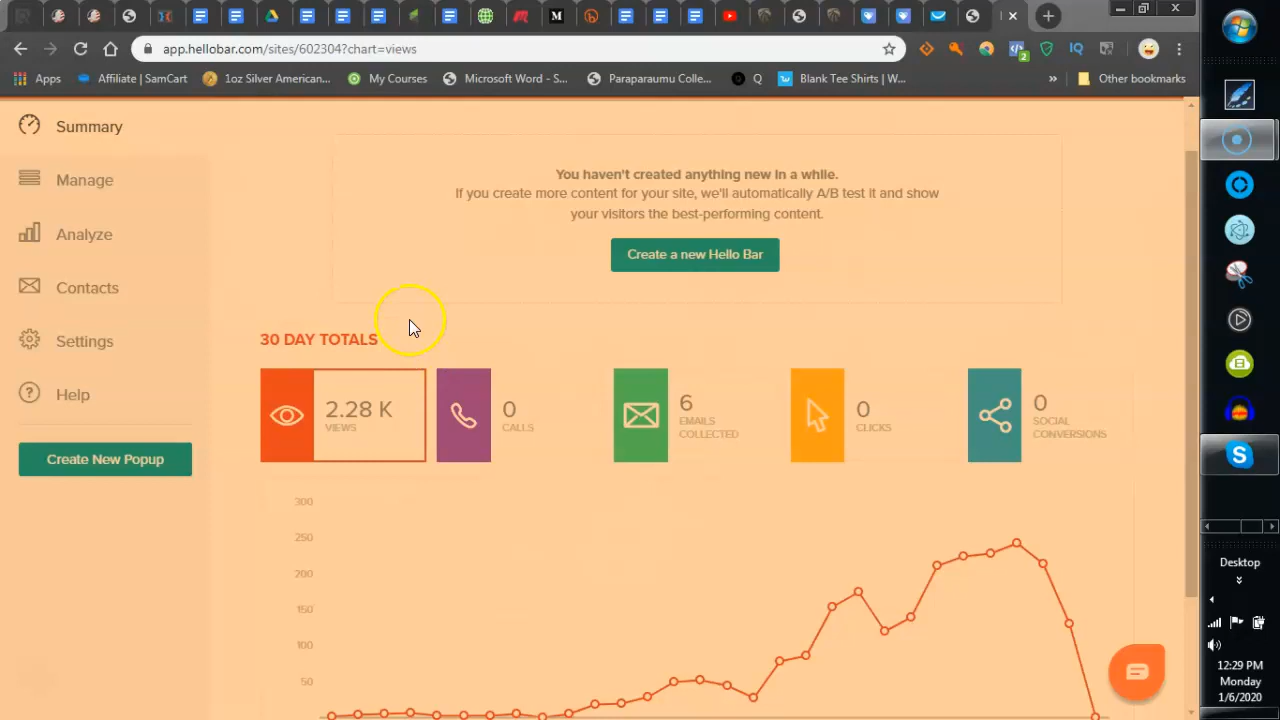 app.hellobar.com/sites/602304?chart=views
IQ
2
Apps
Affiliate | SamCart
1oz Silver American...
My Courses
Microsoft Word - S...
Paraparaumu Colle...
Q
Blank Tee Shirts | W...
»
Other bookmarks
Summary
Manage
Analyze
Contacts
Settings
Help
Create New Popup
You haven't created anything new in a while.
If you create more content for your site, we'll automatically A/B test it and show
your visitors the best-performing content.
Create a new Hello Bar
30 DAY TOTALS
2.28 K
VIEWS
0
CALLS
6
EMAILS
COLLECTED
0
CLICKS
0
SOCIAL
CONVERSIONS
300
250
200
150
100
50
Desktop
12:29 PM
Monday
1/6/2020